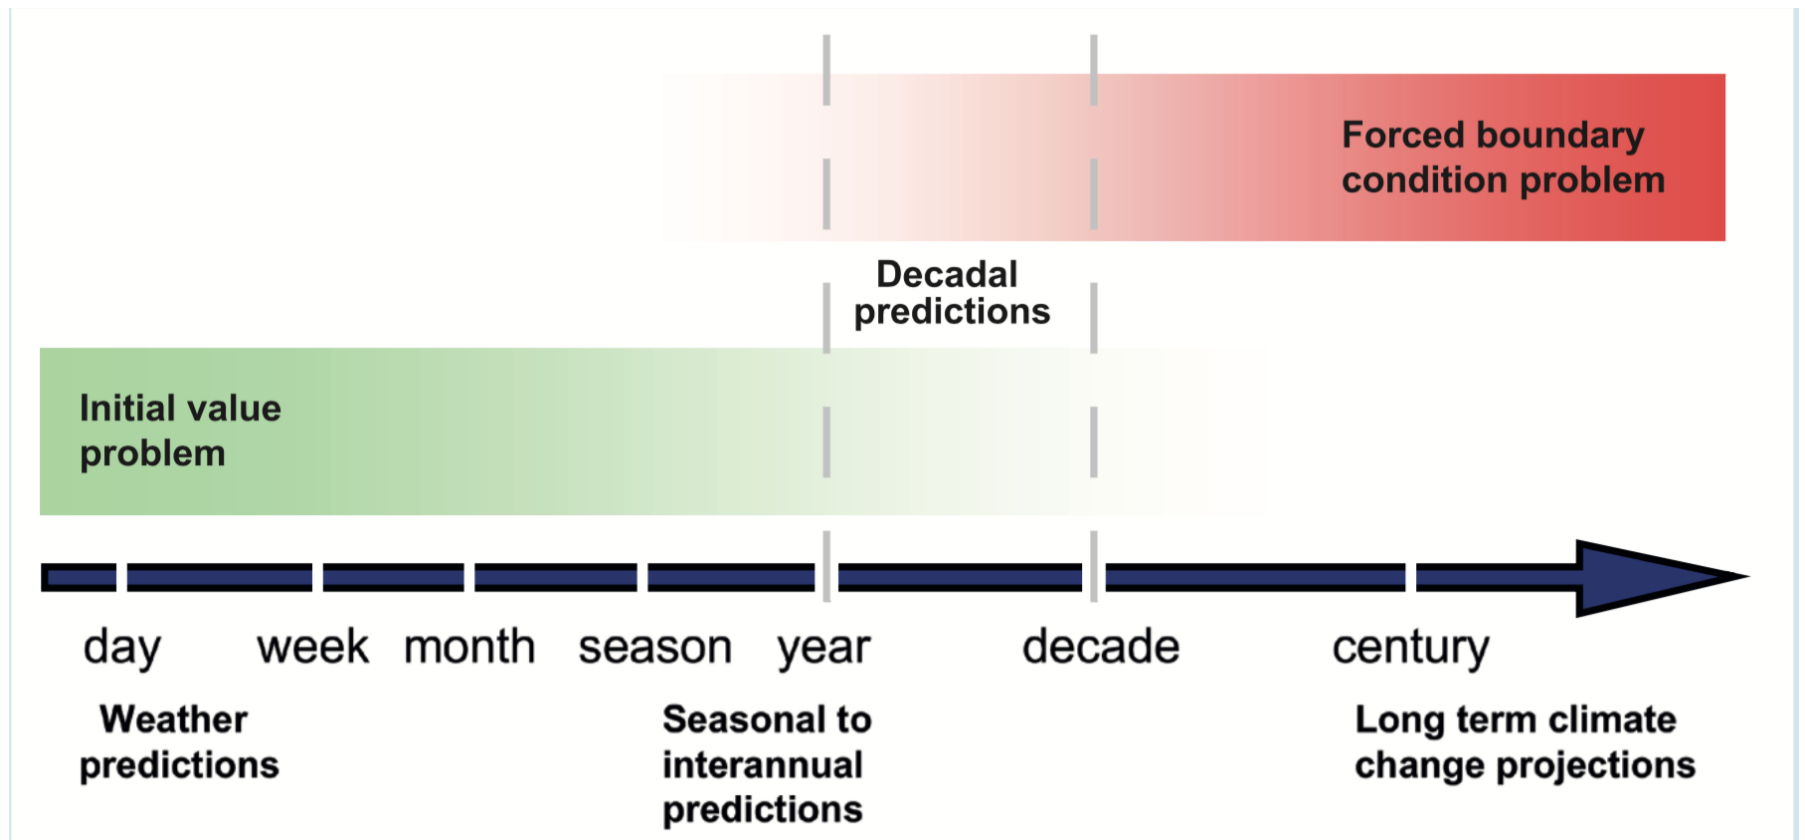 Forced boundary
condition problem
Decadal
predictions
Initial value
problem
day week month season year decade century
Weather
predictions
Seasonal to
interannual
predictions
Long term climate
change projections